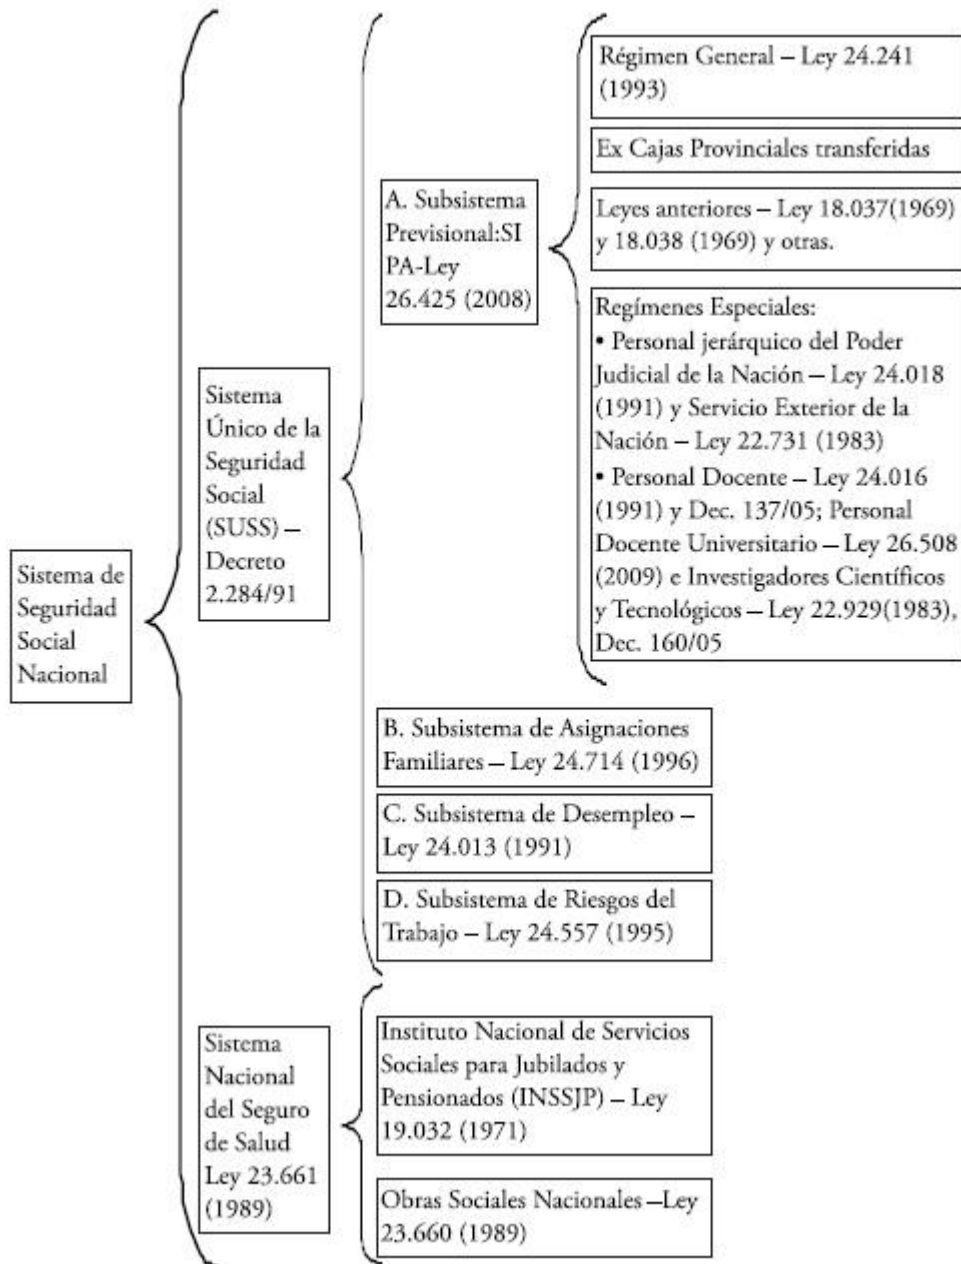 Sistema de
Seguridad
Social
Nacional
Sistema
Único de la
Seguridad
Social
(SUSS) –
Decreto
2.284/91
A. Subsistema
Previsional:SI
PA-Ley
26.425 (2008)
Régimen General – Ley 24.241
(1993)
Ex Cajas Provinciales transferidas
Leyes anteriores – Ley 18.037(1969)
y 18.038 (1969) y otras.
Regímenes Especiales:
• Personal jerárquico del Poder
Judicial de la Nación – Ley 24.018
(1991) y Servicio Exterior de la
Nación – Ley 22.731 (1983)
• Personal Docente – Ley 24.016
(1991) y Dec. 137/05; Personal
Docente Universitario – Ley 26.508
(2009) e Investigadores Científicos
y Tecnológicos – Ley 22.929(1983),
Dec. 160/05
B. Subsistema de Asignaciones
Familiares – Ley 24.714 (1996)
C. Subsistema de Desempleo –
Ley 24.013 (1991)
D. Subsistema de Riesgos del
Trabajo – Ley 24.557 (1995)
Sistema
Nacional
del Seguro
de Salud
Ley 23.661
(1989)
Instituto Nacional de Servicios
Sociales para Jubilados y
Pensionados (INSSJP) – Ley
19.032 (1971)
Obras Sociales Nacionales –Ley
23.660 (1989)